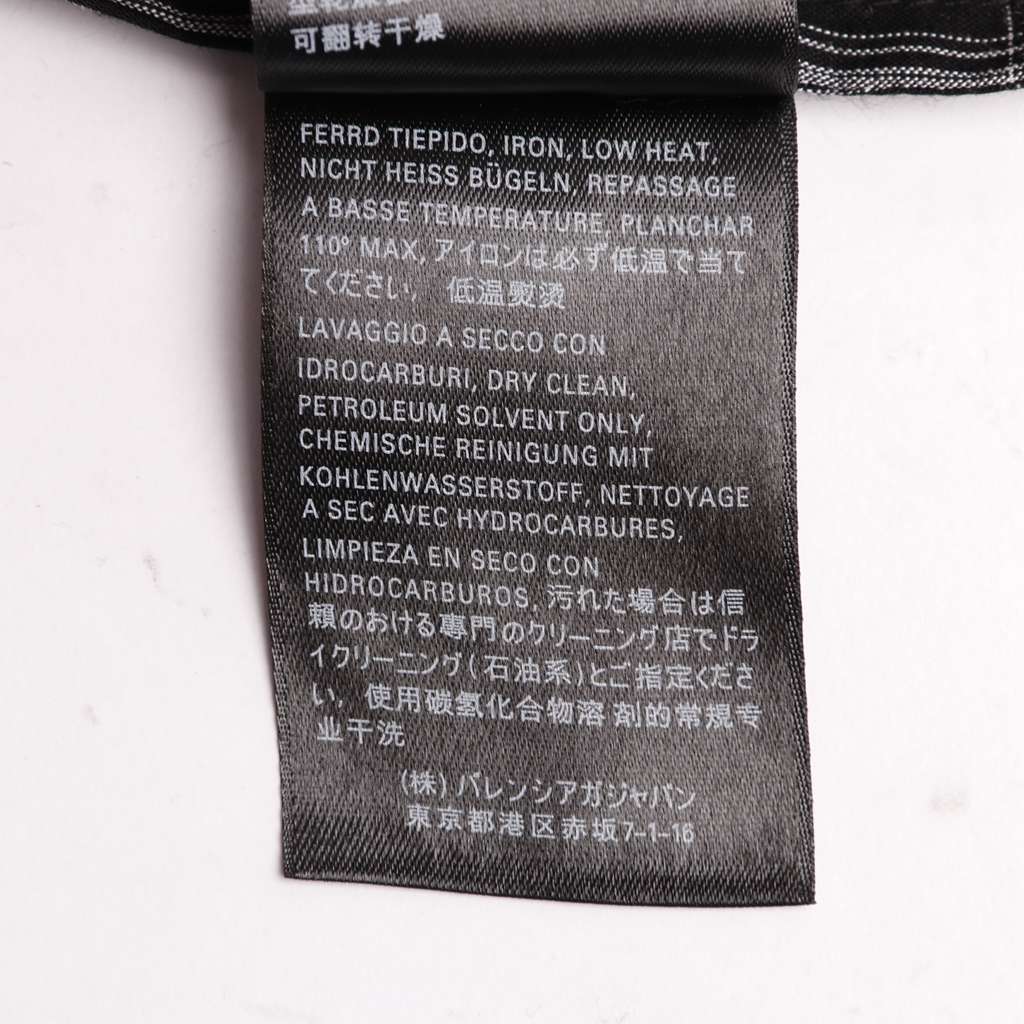 可翻转干燥
FERRD TIEPIDO, IRON, LOW HEAT,
NICHT HEISS BÜGELN, REPASSAGE
A BASSE TEMPERATURE, PLANCHAR
110° MAX, アイロンは必ず低温で当て
てください, 低温熨烫
LAVAGGIO A SECCO CON
IDROCARBURI, DRY CLEAN,
PETROLEUM SOLVENT ONLY,
CHEMISCHE REINIGUNG MIT
KOHLENWASSERSTOFF, NETTOYAGE
A SEC AVEC HYDROCARBURES,
LIMPIEZA EN SECO CON
HIDROCARBUROS, 汚れた場合は信
頼のおける専門のクリーニング店でドラ
イクリーニング(石油系)とご指定くださ
い, 使用碳氢化合物溶 剂的常规专
业干洗
(株) バレンシアガジャパン
東京都港区赤坂7-1-16